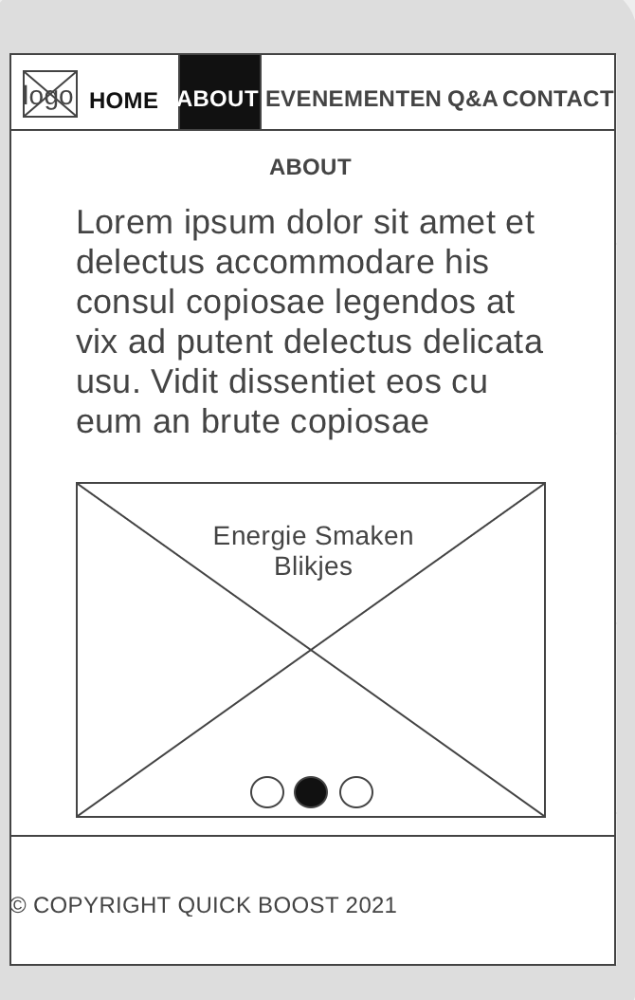 logo HOME ABOUT EVENEMENTEN Q&A CONTACT
ABOUT
Lorem ipsum dolor sit amet et
delectus accommodare his
consul copiosae legendos at
vix ad putent delectus delicata
usu. Vidit dissentiet eos cu
eum an brute copiosae
Energie Smaken
Blikjes
© COPYRIGHT QUICK BOOST 2021